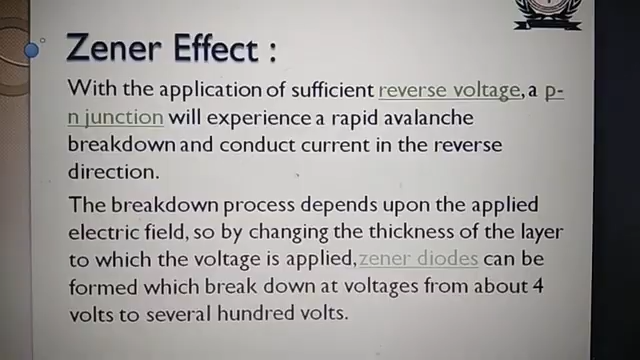 Zener Effect :
With the application of sufficient reverse voltage, a p-
n junction will experience a rapid avalanche
breakdown and conduct current in the reverse
direction.
The breakdown process depends upon the applied
electric field, so by changing the thickness of the layer
to which the voltage is applied, zener diodes can be
formed which break down at voltages from about 4
volts to several hundred volts.